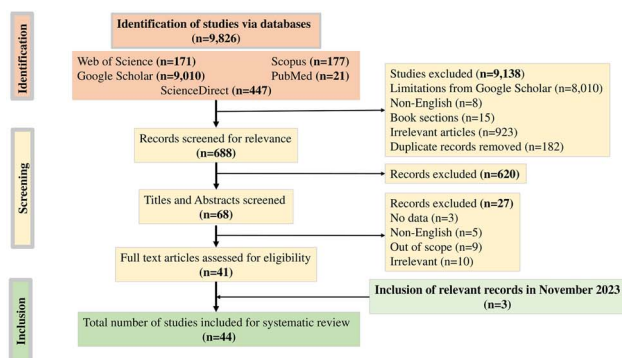 Identification
Identification of studies via databases
(n=9,826)
Web of Science (n=171)
Scopus (n=177)
Google Scholar (n=9,010)
PubMed (n=21)
ScienceDirect (n=447)
Studies excluded (n=9,138)
Limitations from Google Scholar (n=8,010)
Non-English (n=8)
Book sections (n=15)
Irrelevant articles (n=923)
Duplicate records removed (n=182)
Screening
Records screened for relevance
(n=688)
Records excluded (n=620)
Titles and Abstracts screened
(n=68)
Records excluded (n=27)
No data (n=3)
Non-English (n=5)
Out of scope (n=9)
Irrelevant (n=10)
Full text articles assessed for eligibility
(n=41)
Inclusion
Inclusion of relevant records in November 2023
(n=3)
Total number of studies included for systematic review
(n=44)